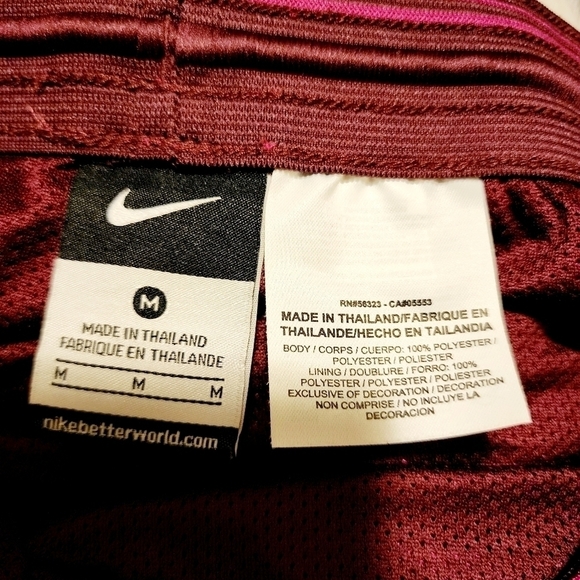 M
MADE IN THAILAND
FABRIQUE EN THAILANDE
M M M
nikebetterworld.com
RN#56323 - CA#05553
MADE IN THAILAND/FABRIQUE EN
THAILANDE/HECHO EN TAILANDIA
BODY / CORPS / CUERPO: 100% POLYESTER /
POLYESTER / POLIESTER
LINING / DOUBLURE / FORRO: 100%
POLYESTER / POLYESTER / POLIESTER
EXCLUSIVE OF DECORATION / DECORATION
NON COMPRISE / NO INCLUYE LA
DECORACION